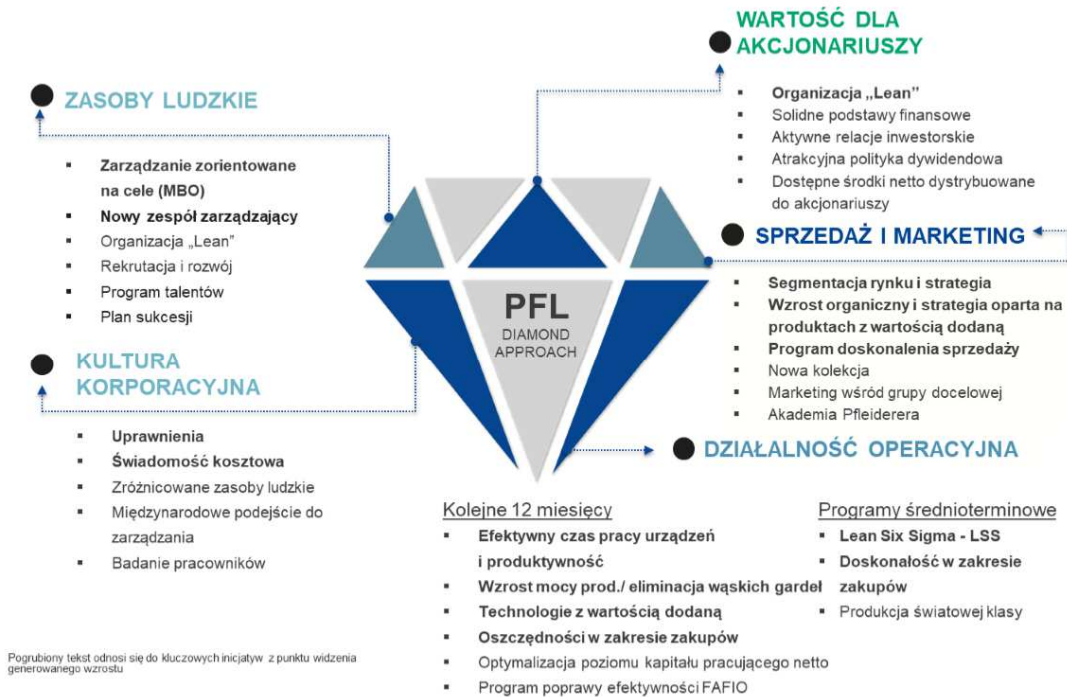 WARTOŚĆ DLA
AKCJONARIUSZY
▪ Organizacja „Lean”
▪ Solidne podstawy finansowe
▪ Aktywne relacje inwestorskie
▪ Atrakcyjna polityka dywidendowa
▪ Dostępne środki netto dystrybuowane
do akcjonariuszy
ZASOBY LUDZKIE
▪ Zarządzanie zorientowane
na cele (MBO)
▪ Nowy zespół zarządzający
▪ Organizacja „Lean”
▪ Rekrutacja i rozwój
▪ Program talentów
▪ Plan sukcesji
PFL
DIAMOND
APPROACH
SPRZEDAŻ I MARKETING
▪ Segmentacja rynku i strategia
▪ Wzrost organiczny i strategia oparta na
produktach z wartością dodaną
▪ Program doskonalenia sprzedaży
▪ Nowa kolekcja
▪ Marketing wśród grupy docelowej
▪ Akademia Pfleiderera
KULTURA
KORPORACYJNA
▪ Uprawnienia
▪ Świadomość kosztowa
▪ Zróżnicowane zasoby ludzkie
▪ Międzynarodowe podejście do
zarządzania
▪ Badanie pracowników
DZIAŁALNOŚĆ OPERACYJNA
Kolejne 12 miesięcy
▪ Efektywny czas pracy urządzeń
i produktywność
▪ Wzrost mocy prod./ eliminacja wąskich gardeł
▪ Technologie z wartością dodaną
▪ Oszczędności w zakresie zakupów
▪ Optymalizacja poziomu kapitału pracującego netto
▪ Program poprawy efektywności FAFIO
Programy średnioterminowe
▪ Lean Six Sigma - LSS
▪ Doskonałość w zakresie
zakupów
▪ Produkcja światowej klasy
Pogrubiony tekst odnosi się do kluczowych inicjatyw z punktu widzenia
generowanego wzrostu